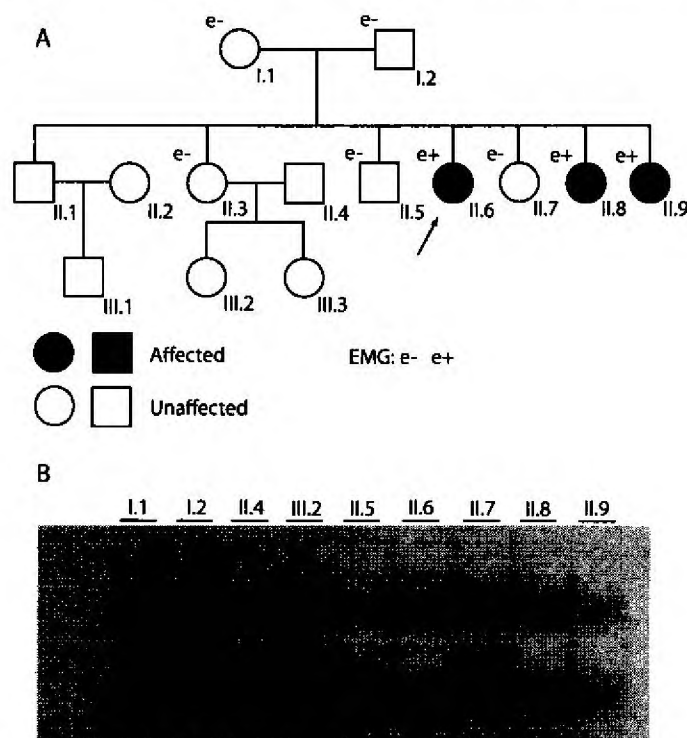 A
e- e-
I.1 I.2
e- e- e+ e- e+ e+
II.1 II.2 II.3 II.4 II.5 II.6 II.7 II.8 II.9
III.1 III.2 III.3
Affected EMG: e- e+
Unaffected
B
I.1 I.2 II.4 III.2 II.5 II.6 II.7 II.8 II.9